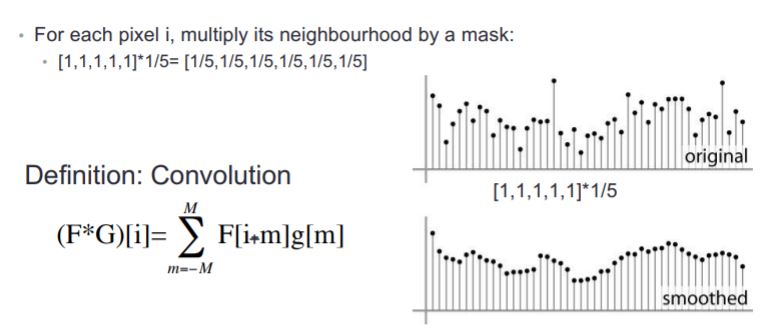 • For each pixel i, multiply its neighbourhood by a mask:
• [1,1,1,1,1]*1/5= [1/5,1/5,1/5,1/5,1/5,1/5]
original
Definition: Convolution
[1,1,1,1,1]*1/5
M
(F*G)[i]= ∑ F[i+m]g[m]
m=-M
smoothed